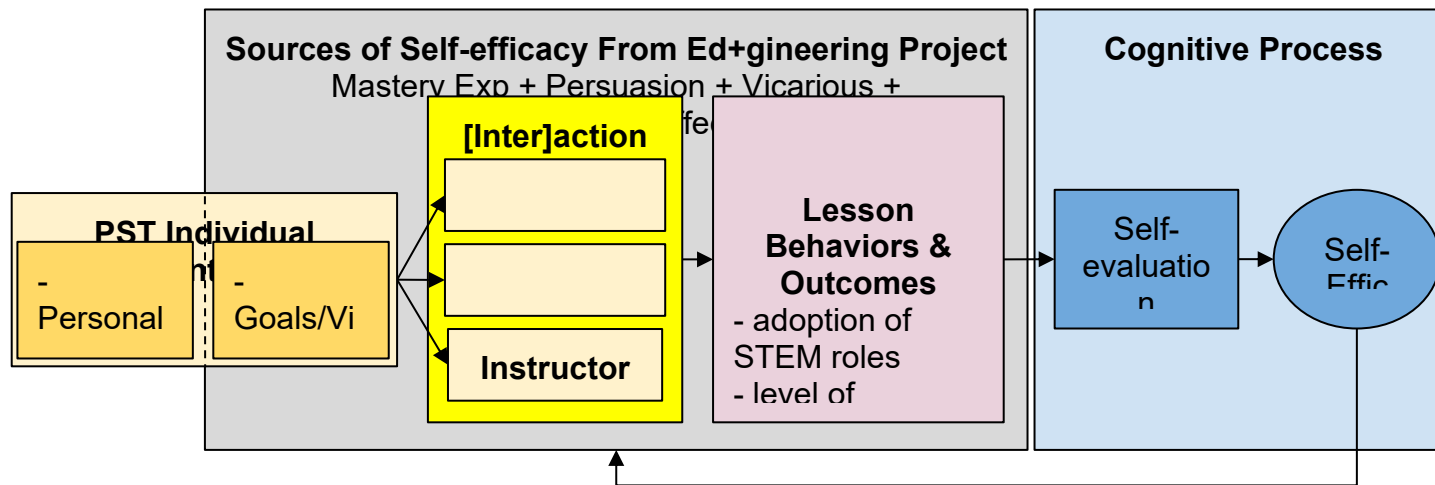 Sources of Self-efficacy From Ed+gineering Project
Mastery Exp + Persuasion + Vicarious +
Cognitive Process
[Inter]action
PST Individual
-
Personal
-
Goals/Vi
Instructor
Lesson
Behaviors &
Outcomes
- adoption of
STEM roles
- level of
Self-
evaluatio
n
Self-
Effic